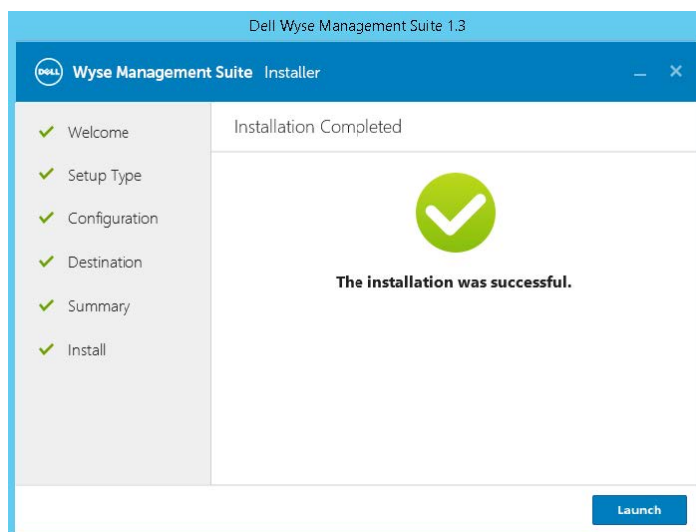 Dell Wyse Management Suite 1.3
DELL Wyse Management Suite Installer
Welcome
Setup Type
Configuration
Destination
Summary
Install
Installation Completed
The installation was successful.
Launch